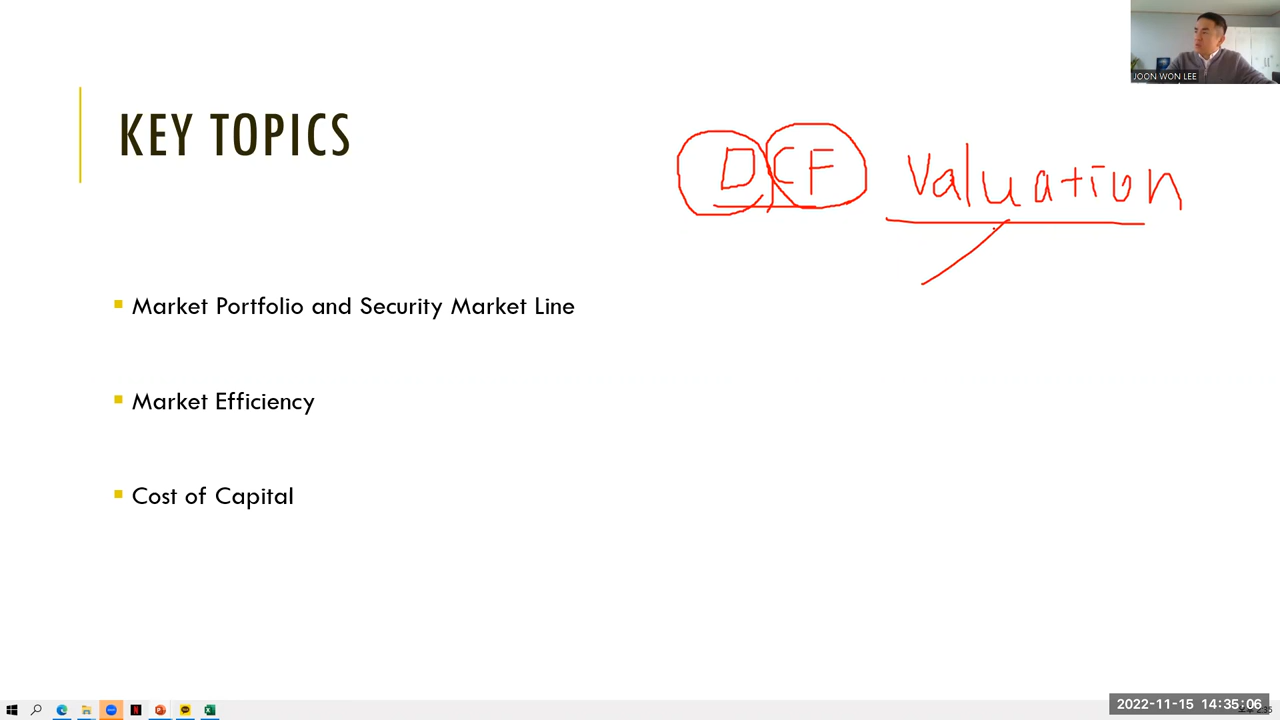 JOON WON LEE
KEY TOPICS
DCF Valuation
Market Portfolio and Security Market Line
Market Efficiency
Cost of Capital
2022-11-15 14:35:06